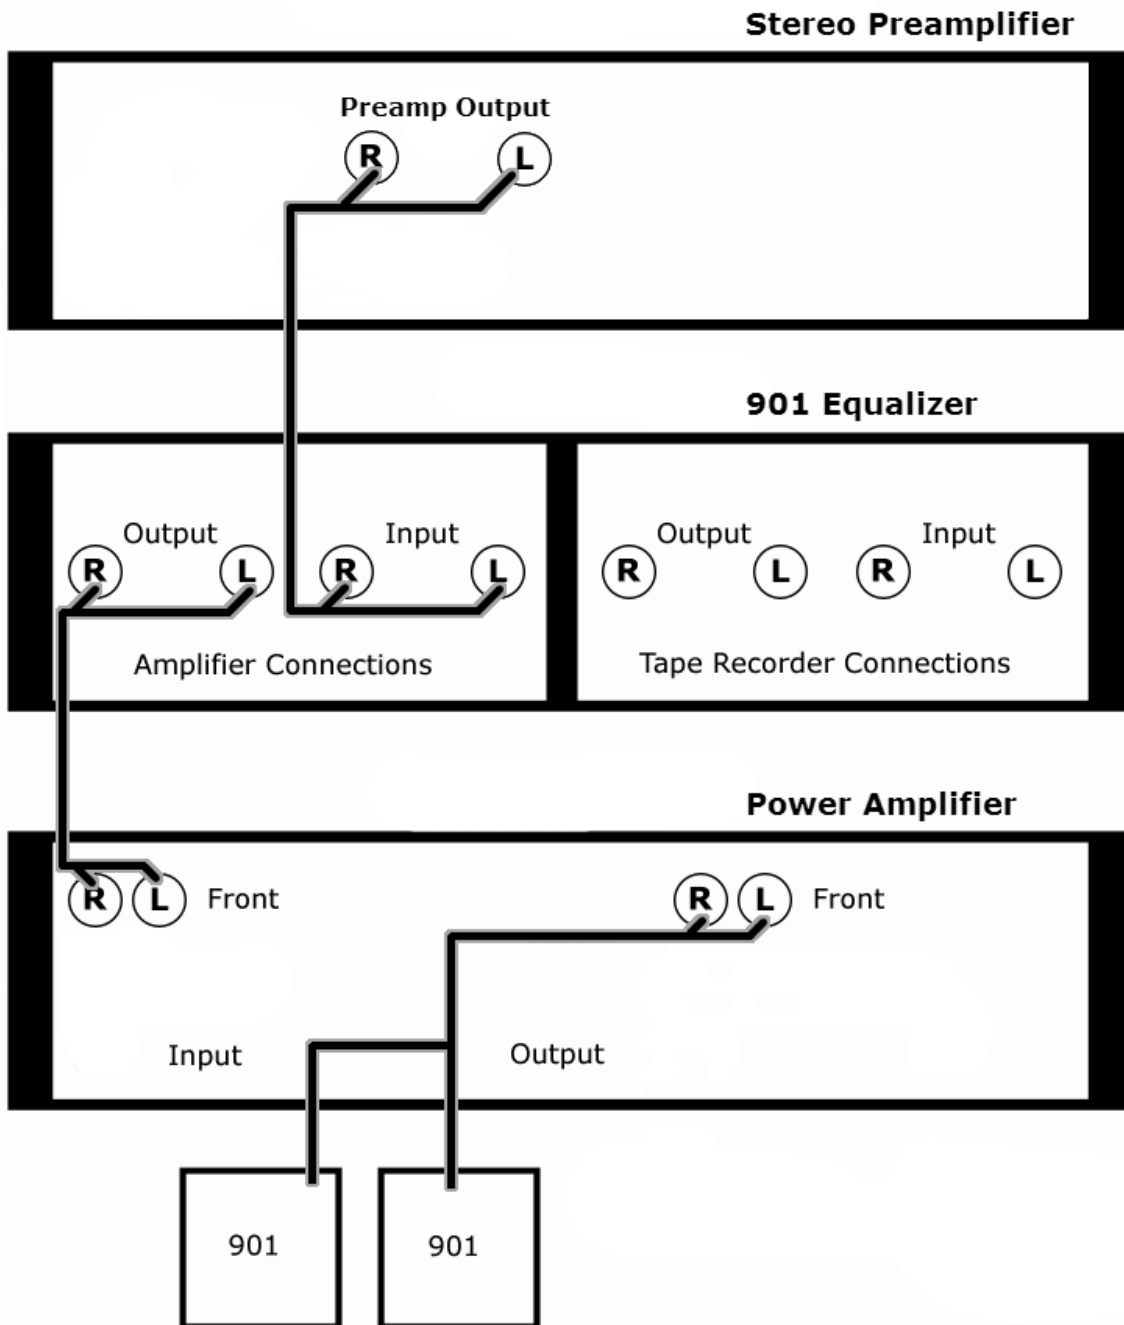 Stereo Preamplifier
Preamp Output
R L
901 Equalizer
Output Input Output Input
R L R L R L R L
Amplifier Connections Tape Recorder Connections
Power Amplifier
R L Front R L Front
Input Output
901 901